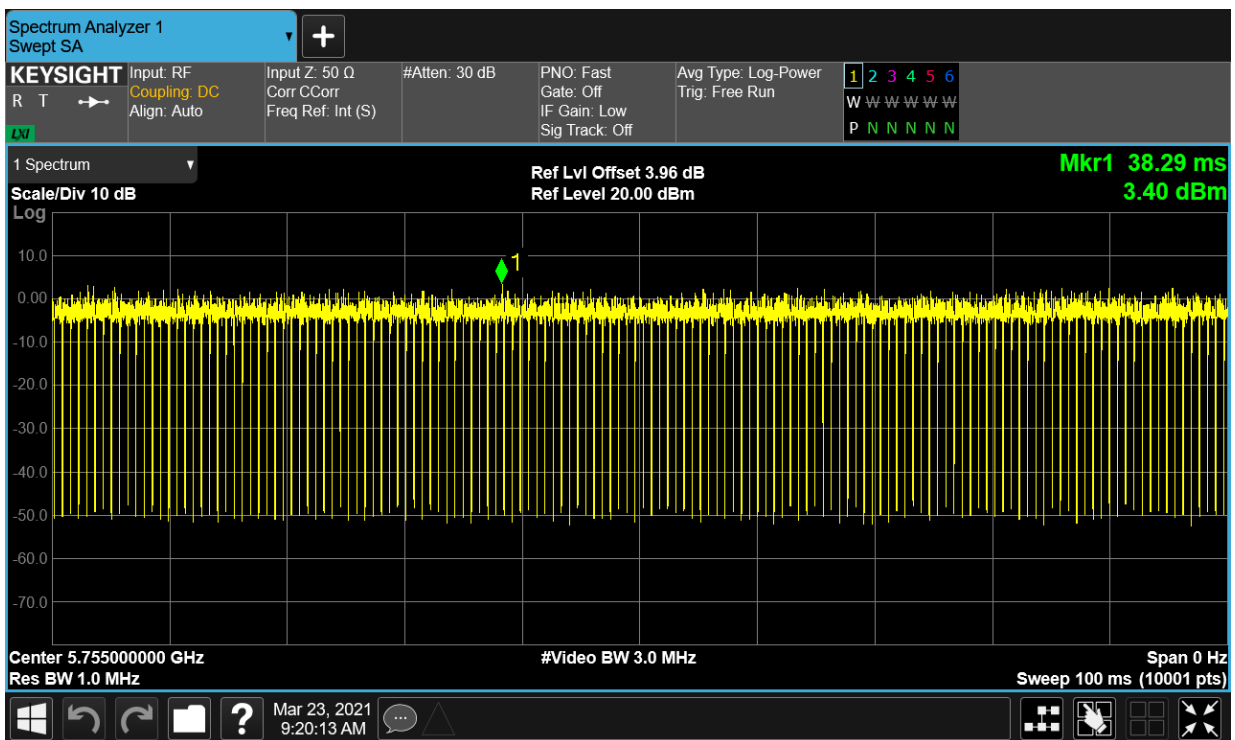 Spectrum Analyzer 1
Swept SA
KEYSIGHT
R T
LXI
Input: RF
Coupling: DC
Align: Auto
Input Z: 50 Ω
Corr CCorr
Freq Ref: Int (S)
#Atten: 30 dB
PNO: Fast
Gate: Off
IF Gain: Low
Sig Track: Off
Avg Type: Log-Power
Trig: Free Run
1 2 3 4 5 6
W W W W W W
P N N N N N
1 Spectrum
Scale/Div 10 dB
Ref Lvl Offset 3.96 dB
Ref Level 20.00 dBm
Mkr1 38.29 ms
3.40 dBm
Log
1
10.0
0.00
-10.0
-20.0
-30.0
-40.0
-50.0
-60.0
-70.0
Center 5.755000000 GHz
#Video BW 3.0 MHz
Span 0 Hz
Res BW 1.0 MHz
Sweep 100 ms (10001 pts)
?
Mar 23, 2021
9:20:13 AM